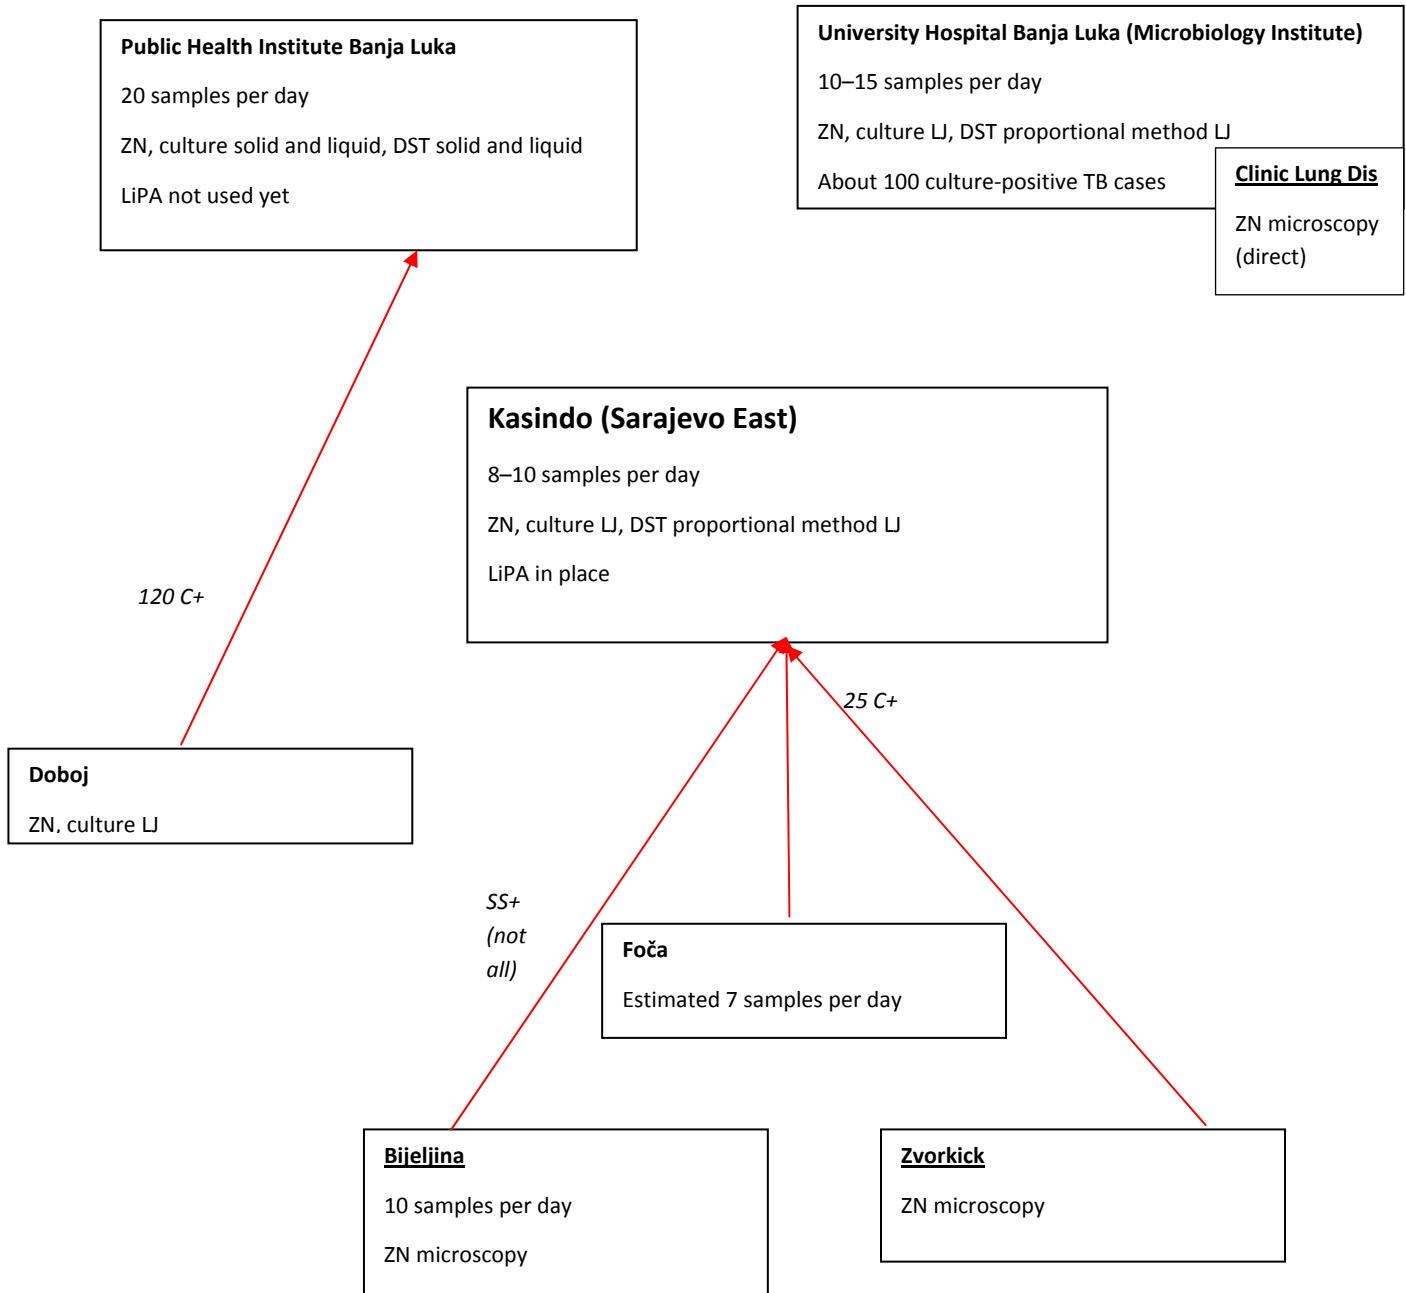 Public Health Institute Banja Luka
20 samples per day
ZN, culture solid and liquid, DST solid and liquid
LiPA not used yet
University Hospital Banja Luka (Microbiology Institute)
10–15 samples per day
ZN, culture LJ, DST proportional method LJ
About 100 culture-positive TB cases
Clinic Lung Dis
ZN microscopy
(direct)
Kasindo (Sarajevo East)
8–10 samples per day
ZN, culture LJ, DST proportional method LJ
LiPA in place
120 C+
25 C+
Doboj
ZN, culture LJ
SS+
(not
all)
Foča
Estimated 7 samples per day
Bijeljina
10 samples per day
ZN microscopy
Zvorkick
ZN microscopy